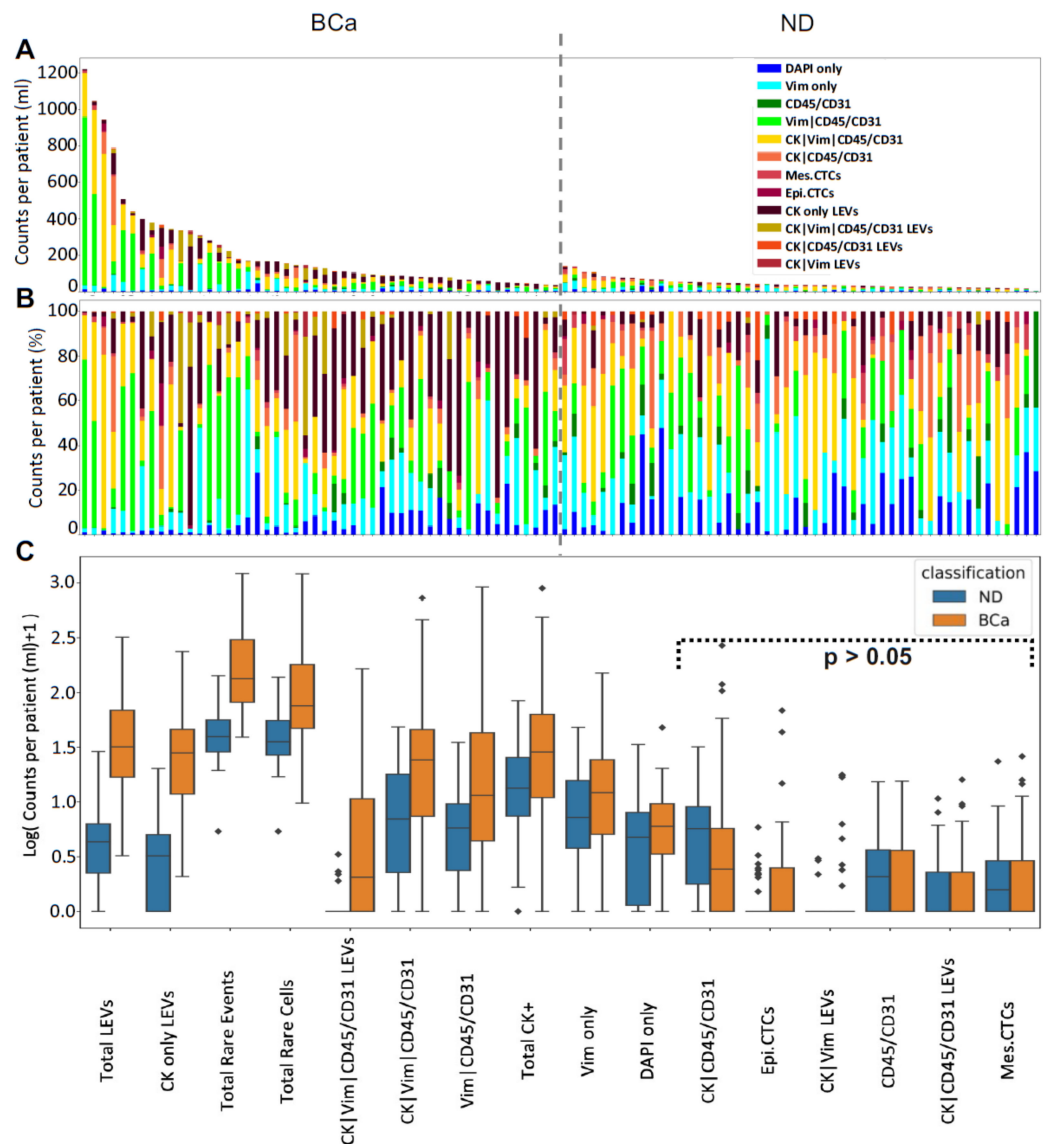 BCa ND
A
Counts per patient (ml)
1200
1000
800
600
400
200
0
DAPI only
Vim only
CD45/CD31
Vim|CD45/CD31
CK|Vim|CD45/CD31
CK|CD45/CD31
Mes.CTCs
Epi.CTCs
CK only LEVs
CK|Vim|CD45/CD31 LEVs
CK|CD45/CD31 LEVs
CK|Vim LEVs
B
Counts per patient (%)
100
80
60
40
20
0
C
Log( Counts per patient (ml)+1 )
3.0
2.5
2.0
1.5
1.0
0.5
0.0
classification
ND
BCa
p > 0.05
Total LEVs
CK only LEVs
Total Rare Events
Total Rare Cells
CK|Vim|CD45/CD31 LEVs
CK|Vim|CD45/CD31
Vim|CD45/CD31
Total CK+
Vim only
DAPI only
CK|CD45/CD31
Epi.CTCs
CK|Vim LEVs
CD45/CD31
CK|CD45/CD31 LEVs
Mes.CTCs